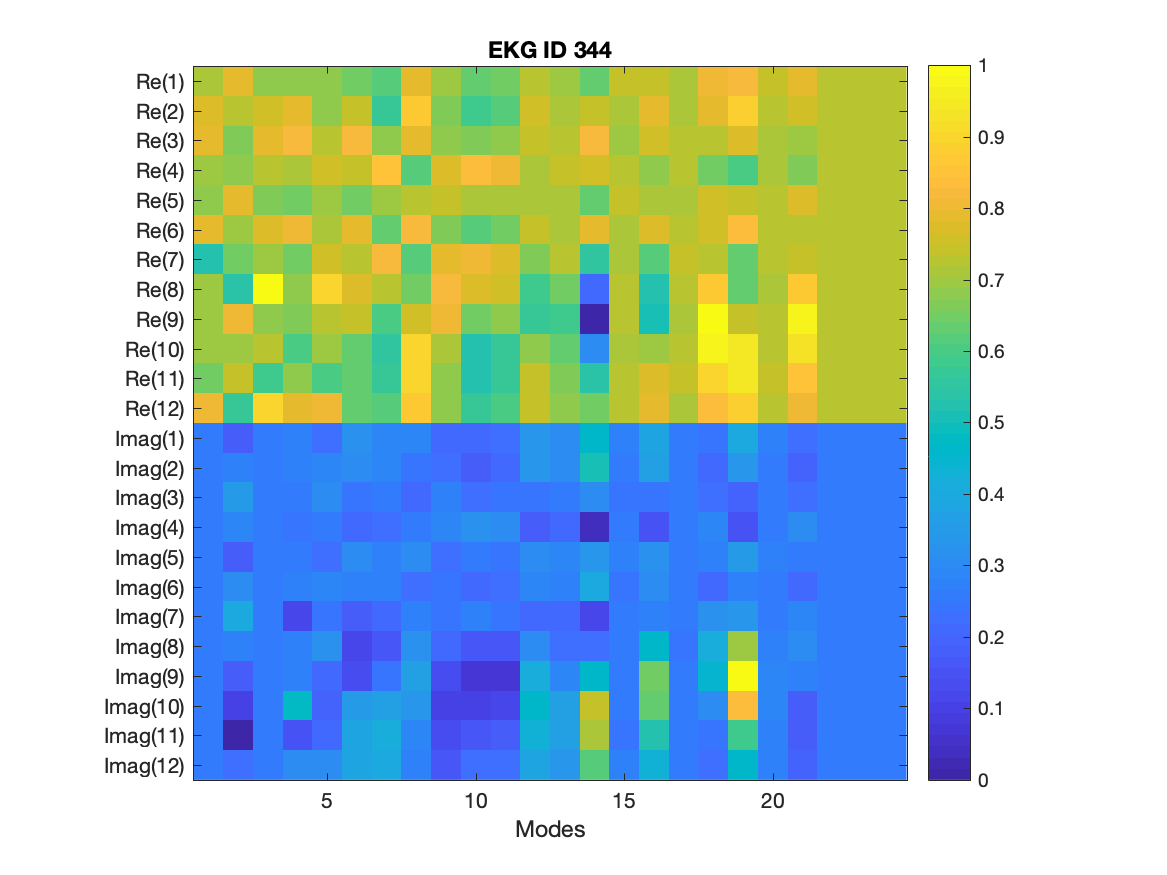 EKG ID 344
Re(1)
Re(2)
Re(3)
Re(4)
Re(5)
Re(6)
Re(7)
Re(8)
Re(9)
Re(10)
Re(11)
Re(12)
Imag(1)
Imag(2)
Imag(3)
Imag(4)
Imag(5)
Imag(6)
Imag(7)
Imag(8)
Imag(9)
Imag(10)
Imag(11)
Imag(12)
5 10 15 20
Modes
1
0.9
0.8
0.7
0.6
0.5
0.4
0.3
0.2
0.1
0